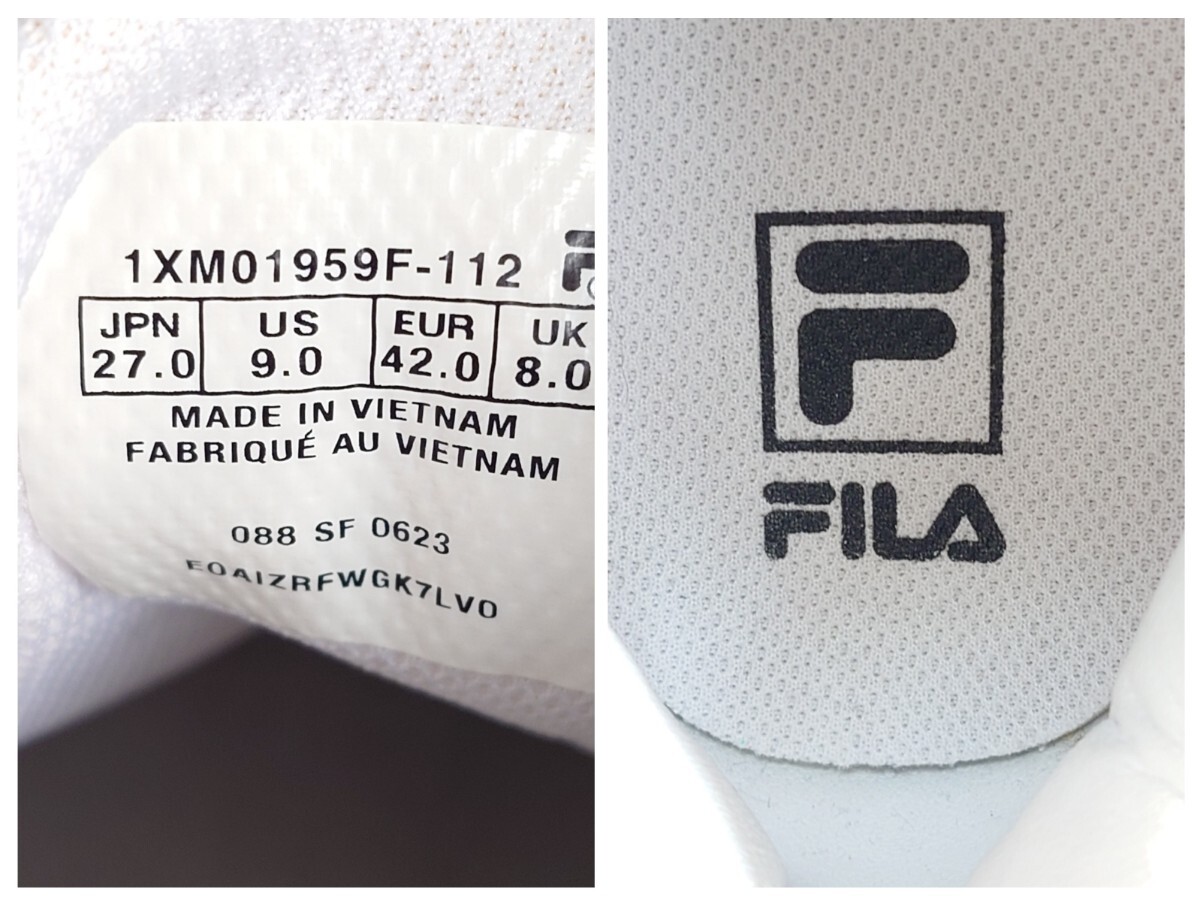 1XM01959F-112 F
JPN US EUR UK
27.0 9.0 42.0 8.0
MADE IN VIETNAM
FABRIQUÉ AU VIETNAM
088 SF 0623
EOAIZRFWGK7LV0
F
FILA